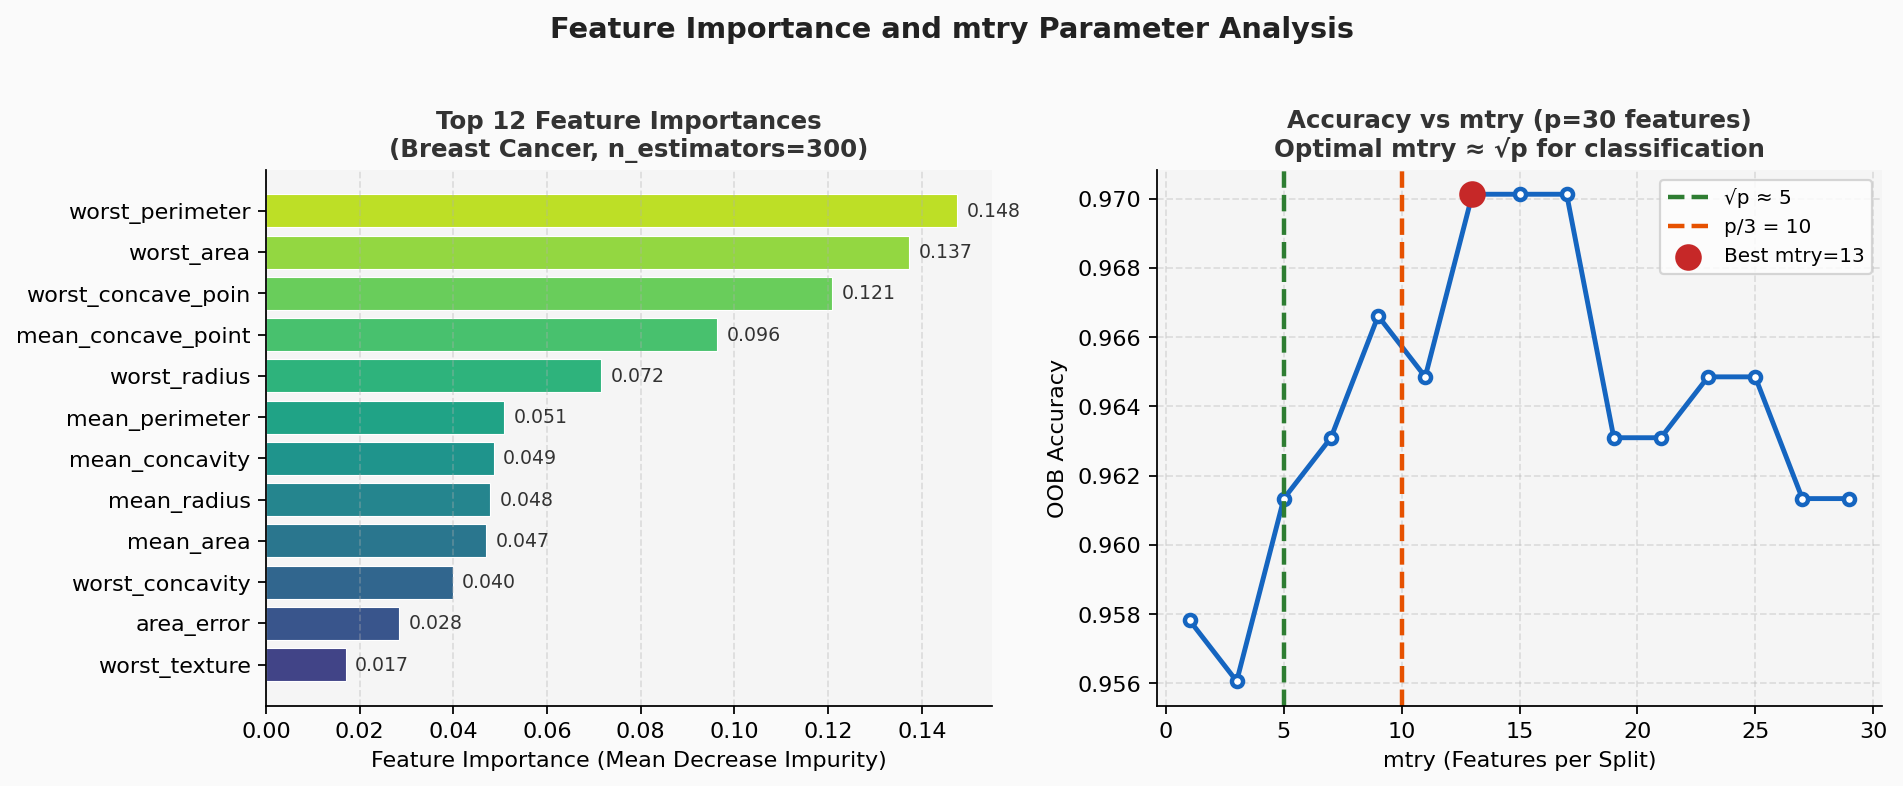 Feature Importance and mtry Parameter Analysis
Top 12 Feature Importances
(Breast Cancer, n_estimators=300)
worst_perimeter 0.148
worst_area 0.137
worst_concave_poin 0.121
mean_concave_point 0.096
worst_radius 0.072
mean_perimeter 0.051
mean_concavity 0.049
mean_radius 0.048
mean_area 0.047
worst_concavity 0.040
area_error 0.028
worst_texture 0.017
0.00 0.02 0.04 0.06 0.08 0.10 0.12 0.14
Feature Importance (Mean Decrease Impurity)
Accuracy vs mtry (p=30 features)
Optimal mtry ≈ √p for classification
√p ≈ 5
p/3 = 10
Best mtry=13
OOB Accuracy
0.970
0.968
0.966
0.964
0.962
0.960
0.958
0.956
0 5 10 15 20 25 30
mtry (Features per Split)